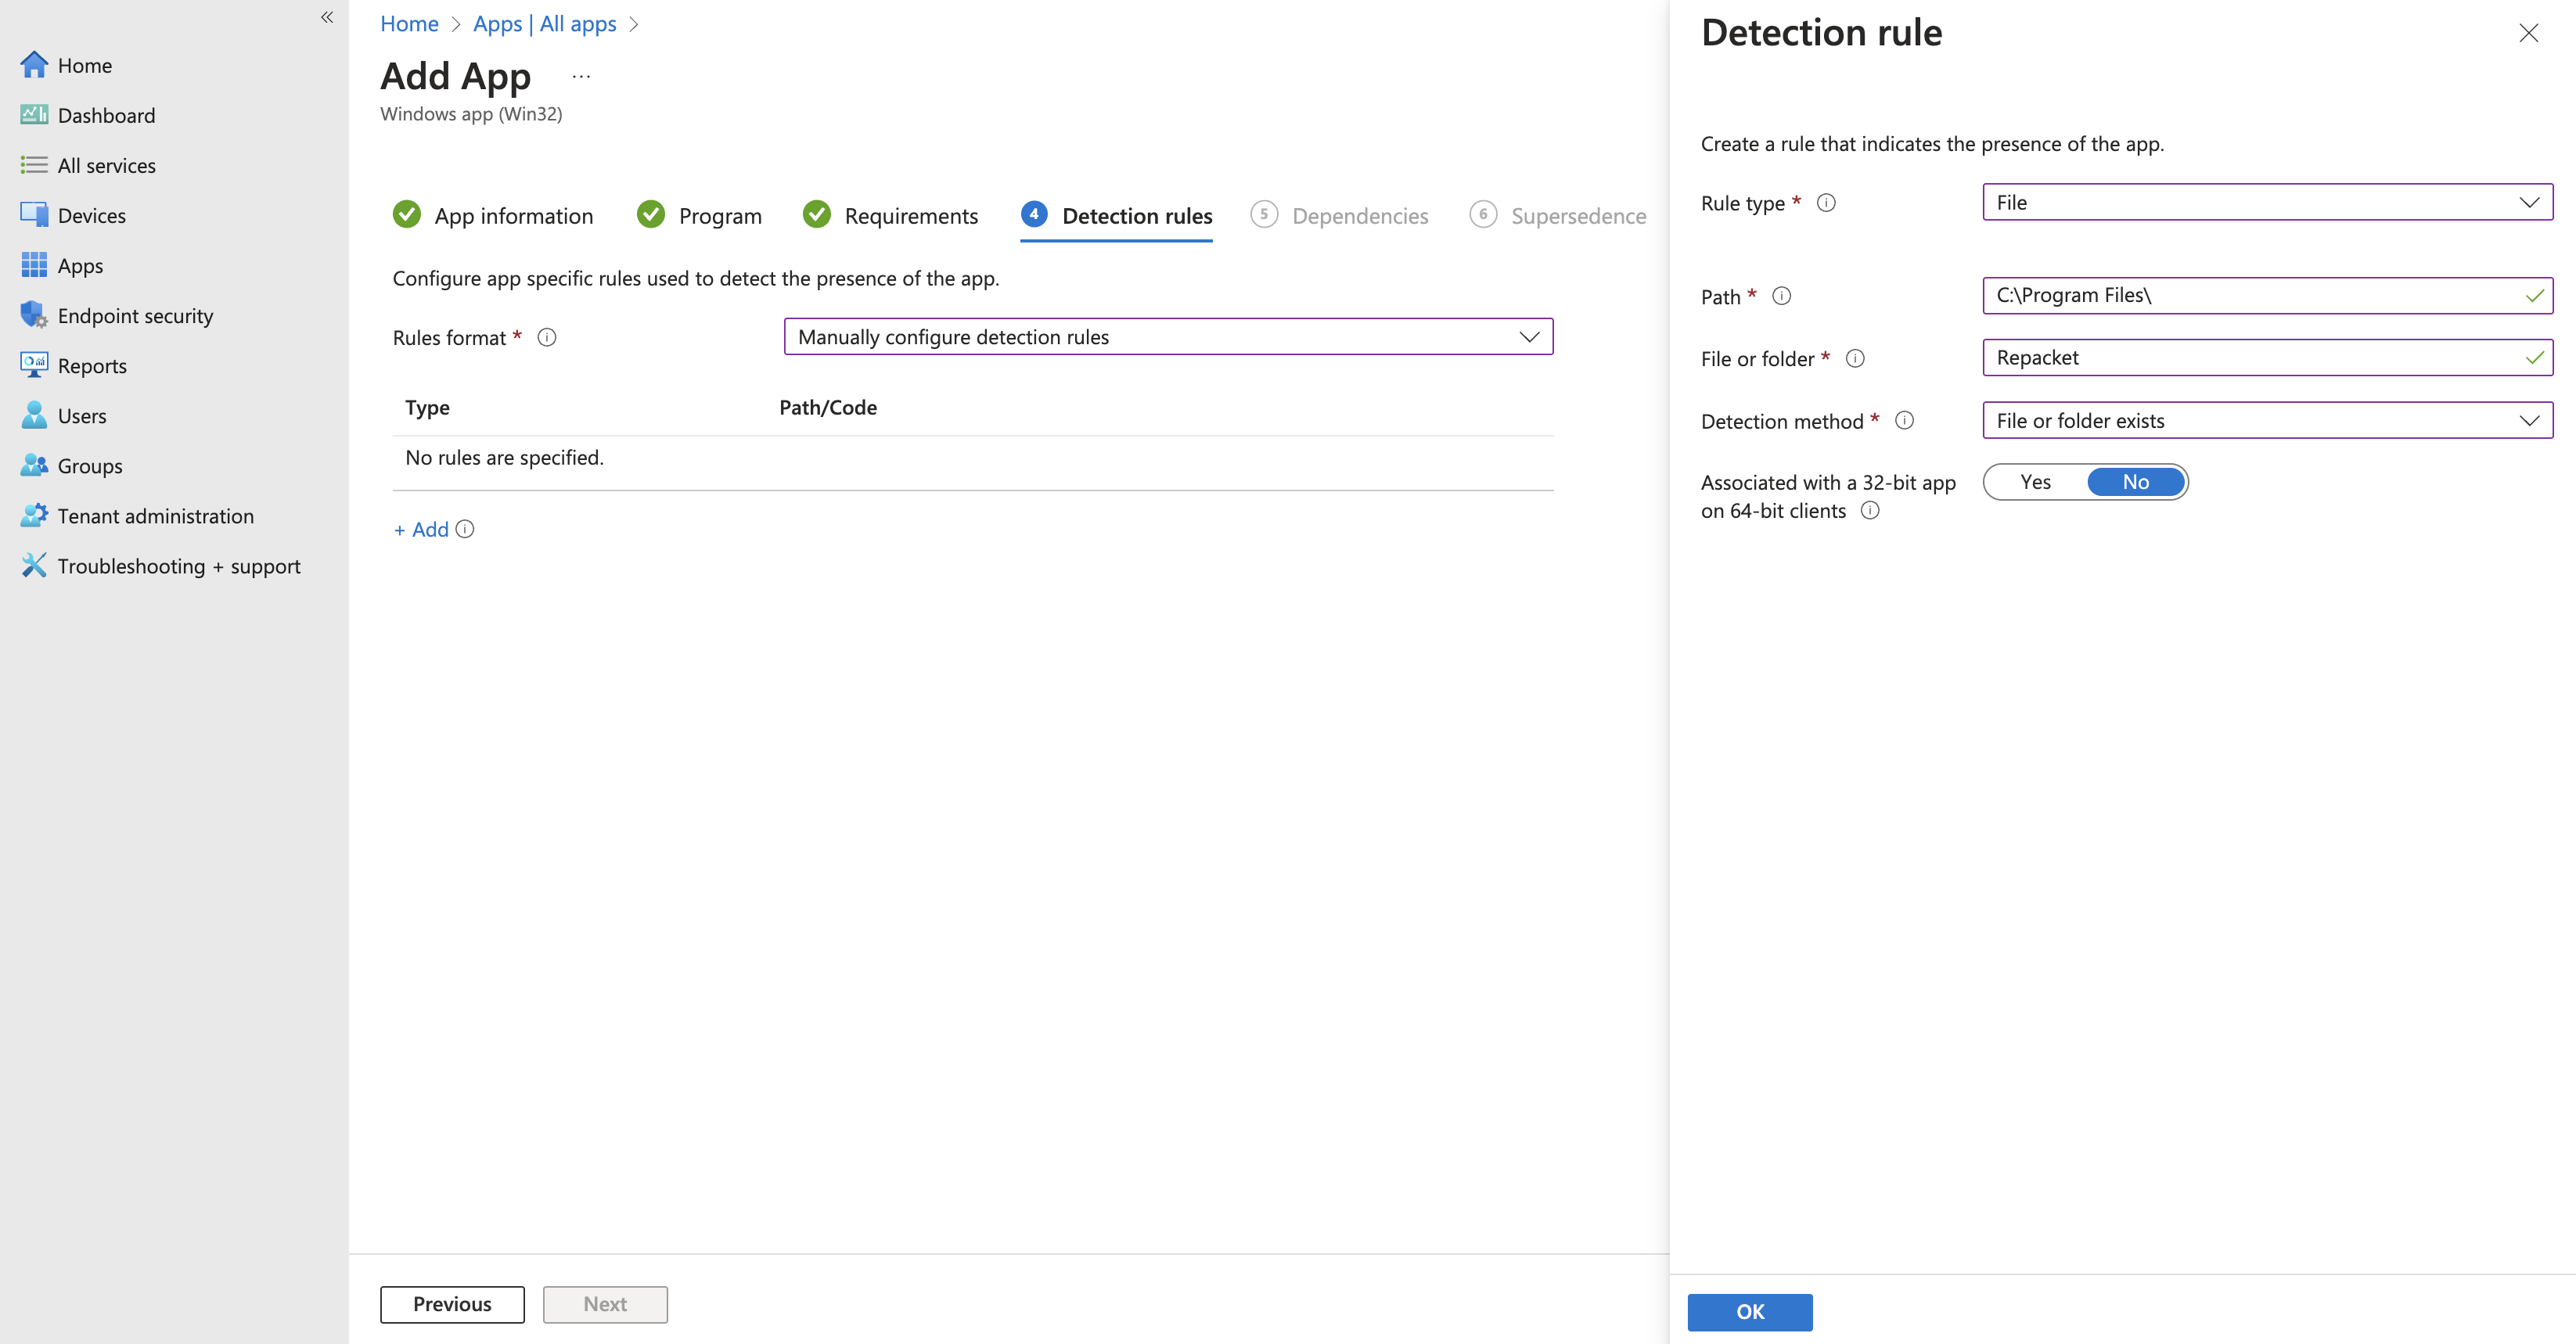 «
Home
Dashboard
All services
Devices
Apps
Endpoint security
Reports
Users
Groups
Tenant administration
Troubleshooting + support
Home > Apps | All apps >
Add App ...
Windows app (Win32)
App information Program Requirements 4 Detection rules 5 Dependencies 6 Supersedence
Configure app specific rules used to detect the presence of the app.
Rules format * Manually configure detection rules
Type Path/Code
No rules are specified.
+ Add
Previous Next
Detection rule
Create a rule that indicates the presence of the app.
Rule type * File
Path * C:\Program Files\
File or folder * Repacket
Detection method * File or folder exists
Associated with a 32-bit app Yes No
on 64-bit clients
OK